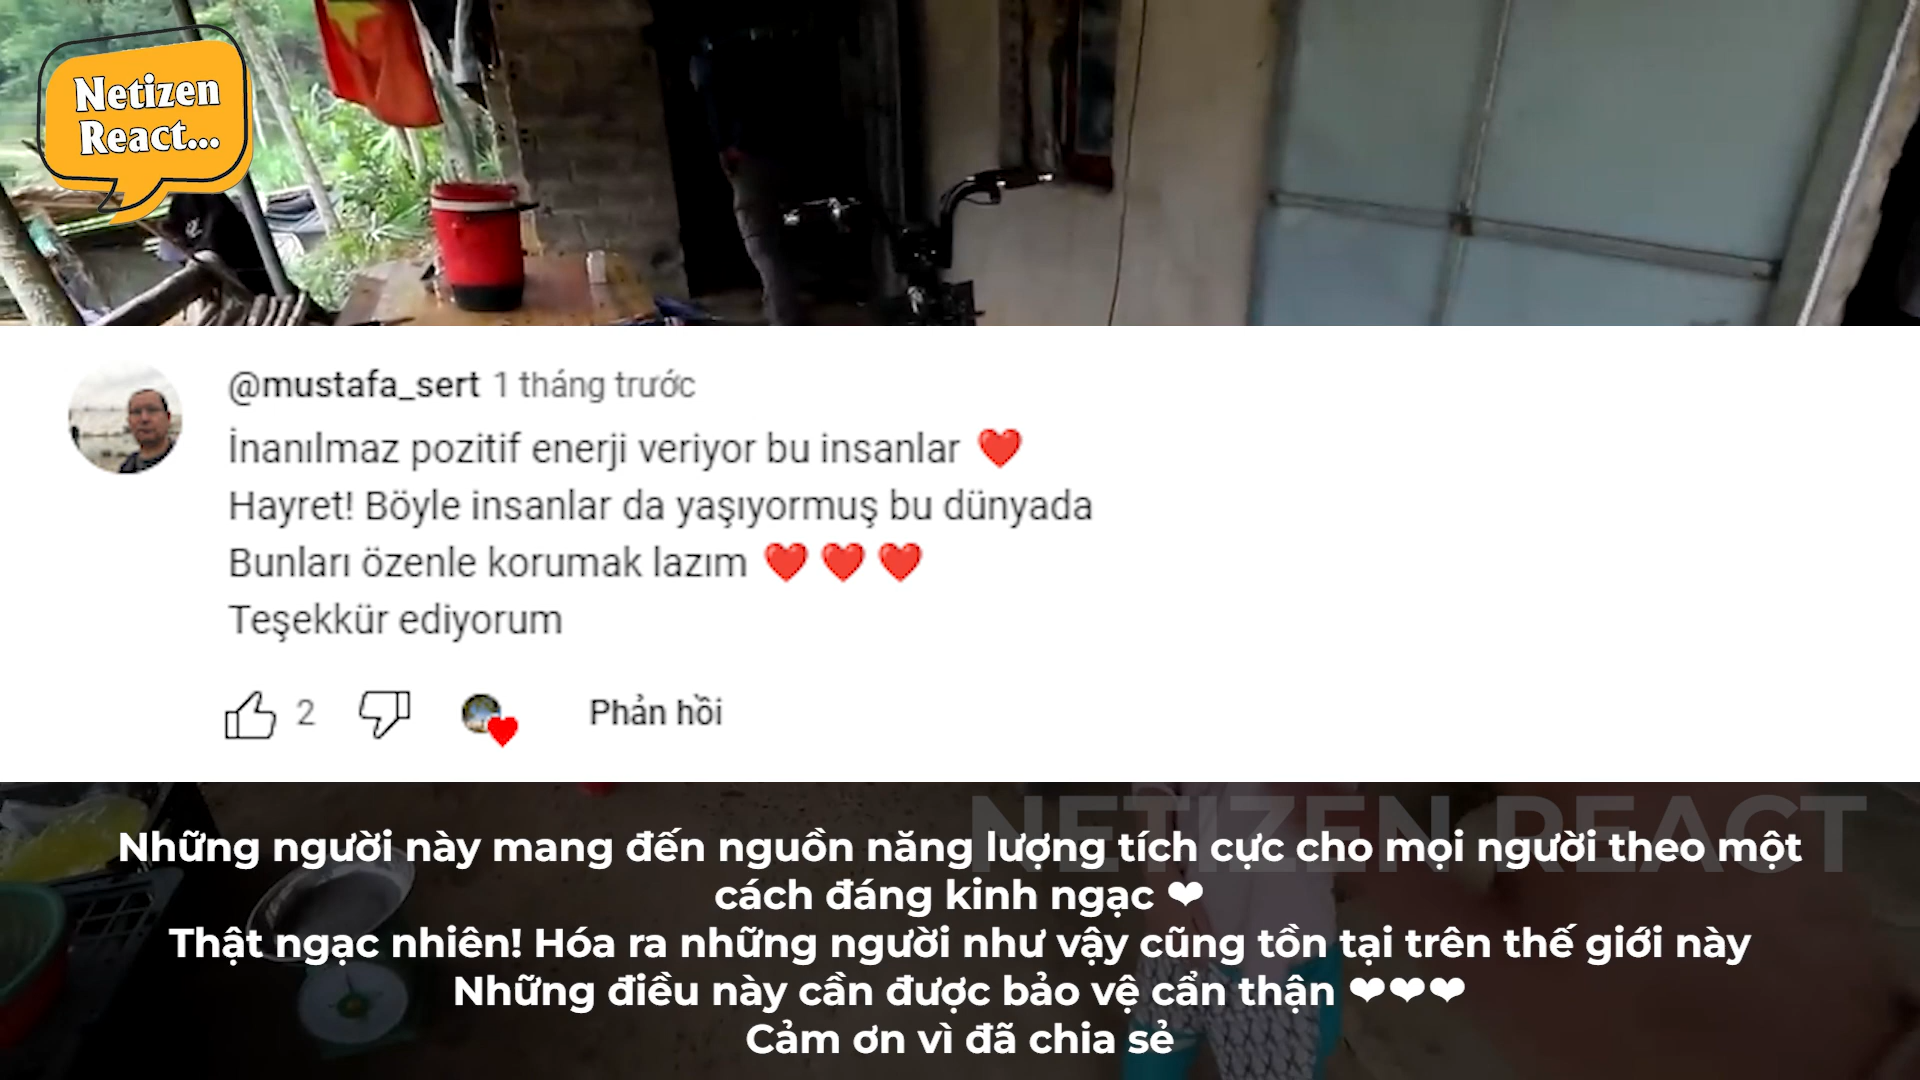 Netizen
React...
@mustafa_sert 1 tháng trước
İnanılmaz pozitif enerji veriyor bu insanlar ❤️
Hayret! Böyle insanlar da yaşıyormuş bu dünyada
Bunları özenle korumak lazım ❤️ ❤️ ❤️
Teşekkür ediyorum
2 Phản hồi
NETIZEN REACT
Những người này mang đến nguồn năng lượng tích cực cho mọi người theo một
cách đáng kinh ngạc ❤
Thật ngạc nhiên! Hóa ra những người như vậy cũng tồn tại trên thế giới này
Những điều này cần được bảo vệ cẩn thận ❤❤❤
Cảm ơn vì đã chia sẻ